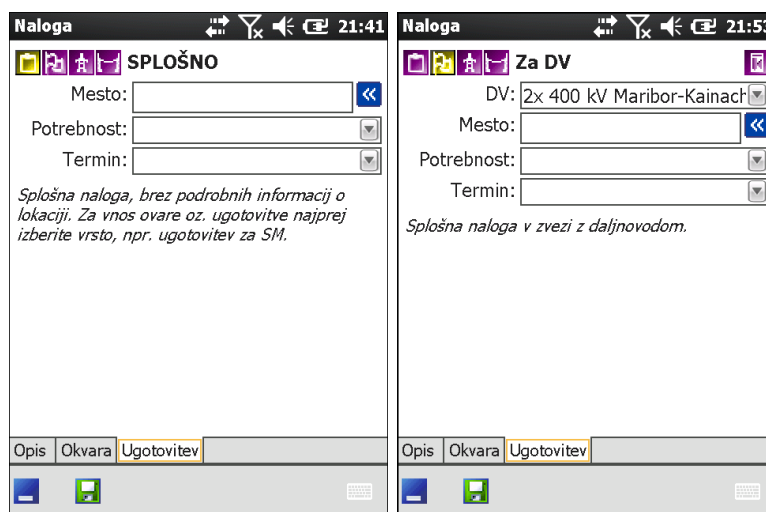 Naloga 21:41
SPLOŠNO
Mesto:
Potrebnost:
Termin:
Splošna naloga, brez podrobnih informacij o
lokaciji. Za vnos ovare oz. ugotovitve najprej
izberite vrsto, npr. ugotovitev za SM.
Opis Okvara Ugotovitev
Naloga 21:53
Za DV
DV: 2x 400 kV Maribor-Kainach
Mesto:
Potrebnost:
Termin:
Splošna naloga v zvezi z daljnovodom.
Opis Okvara Ugotovitev